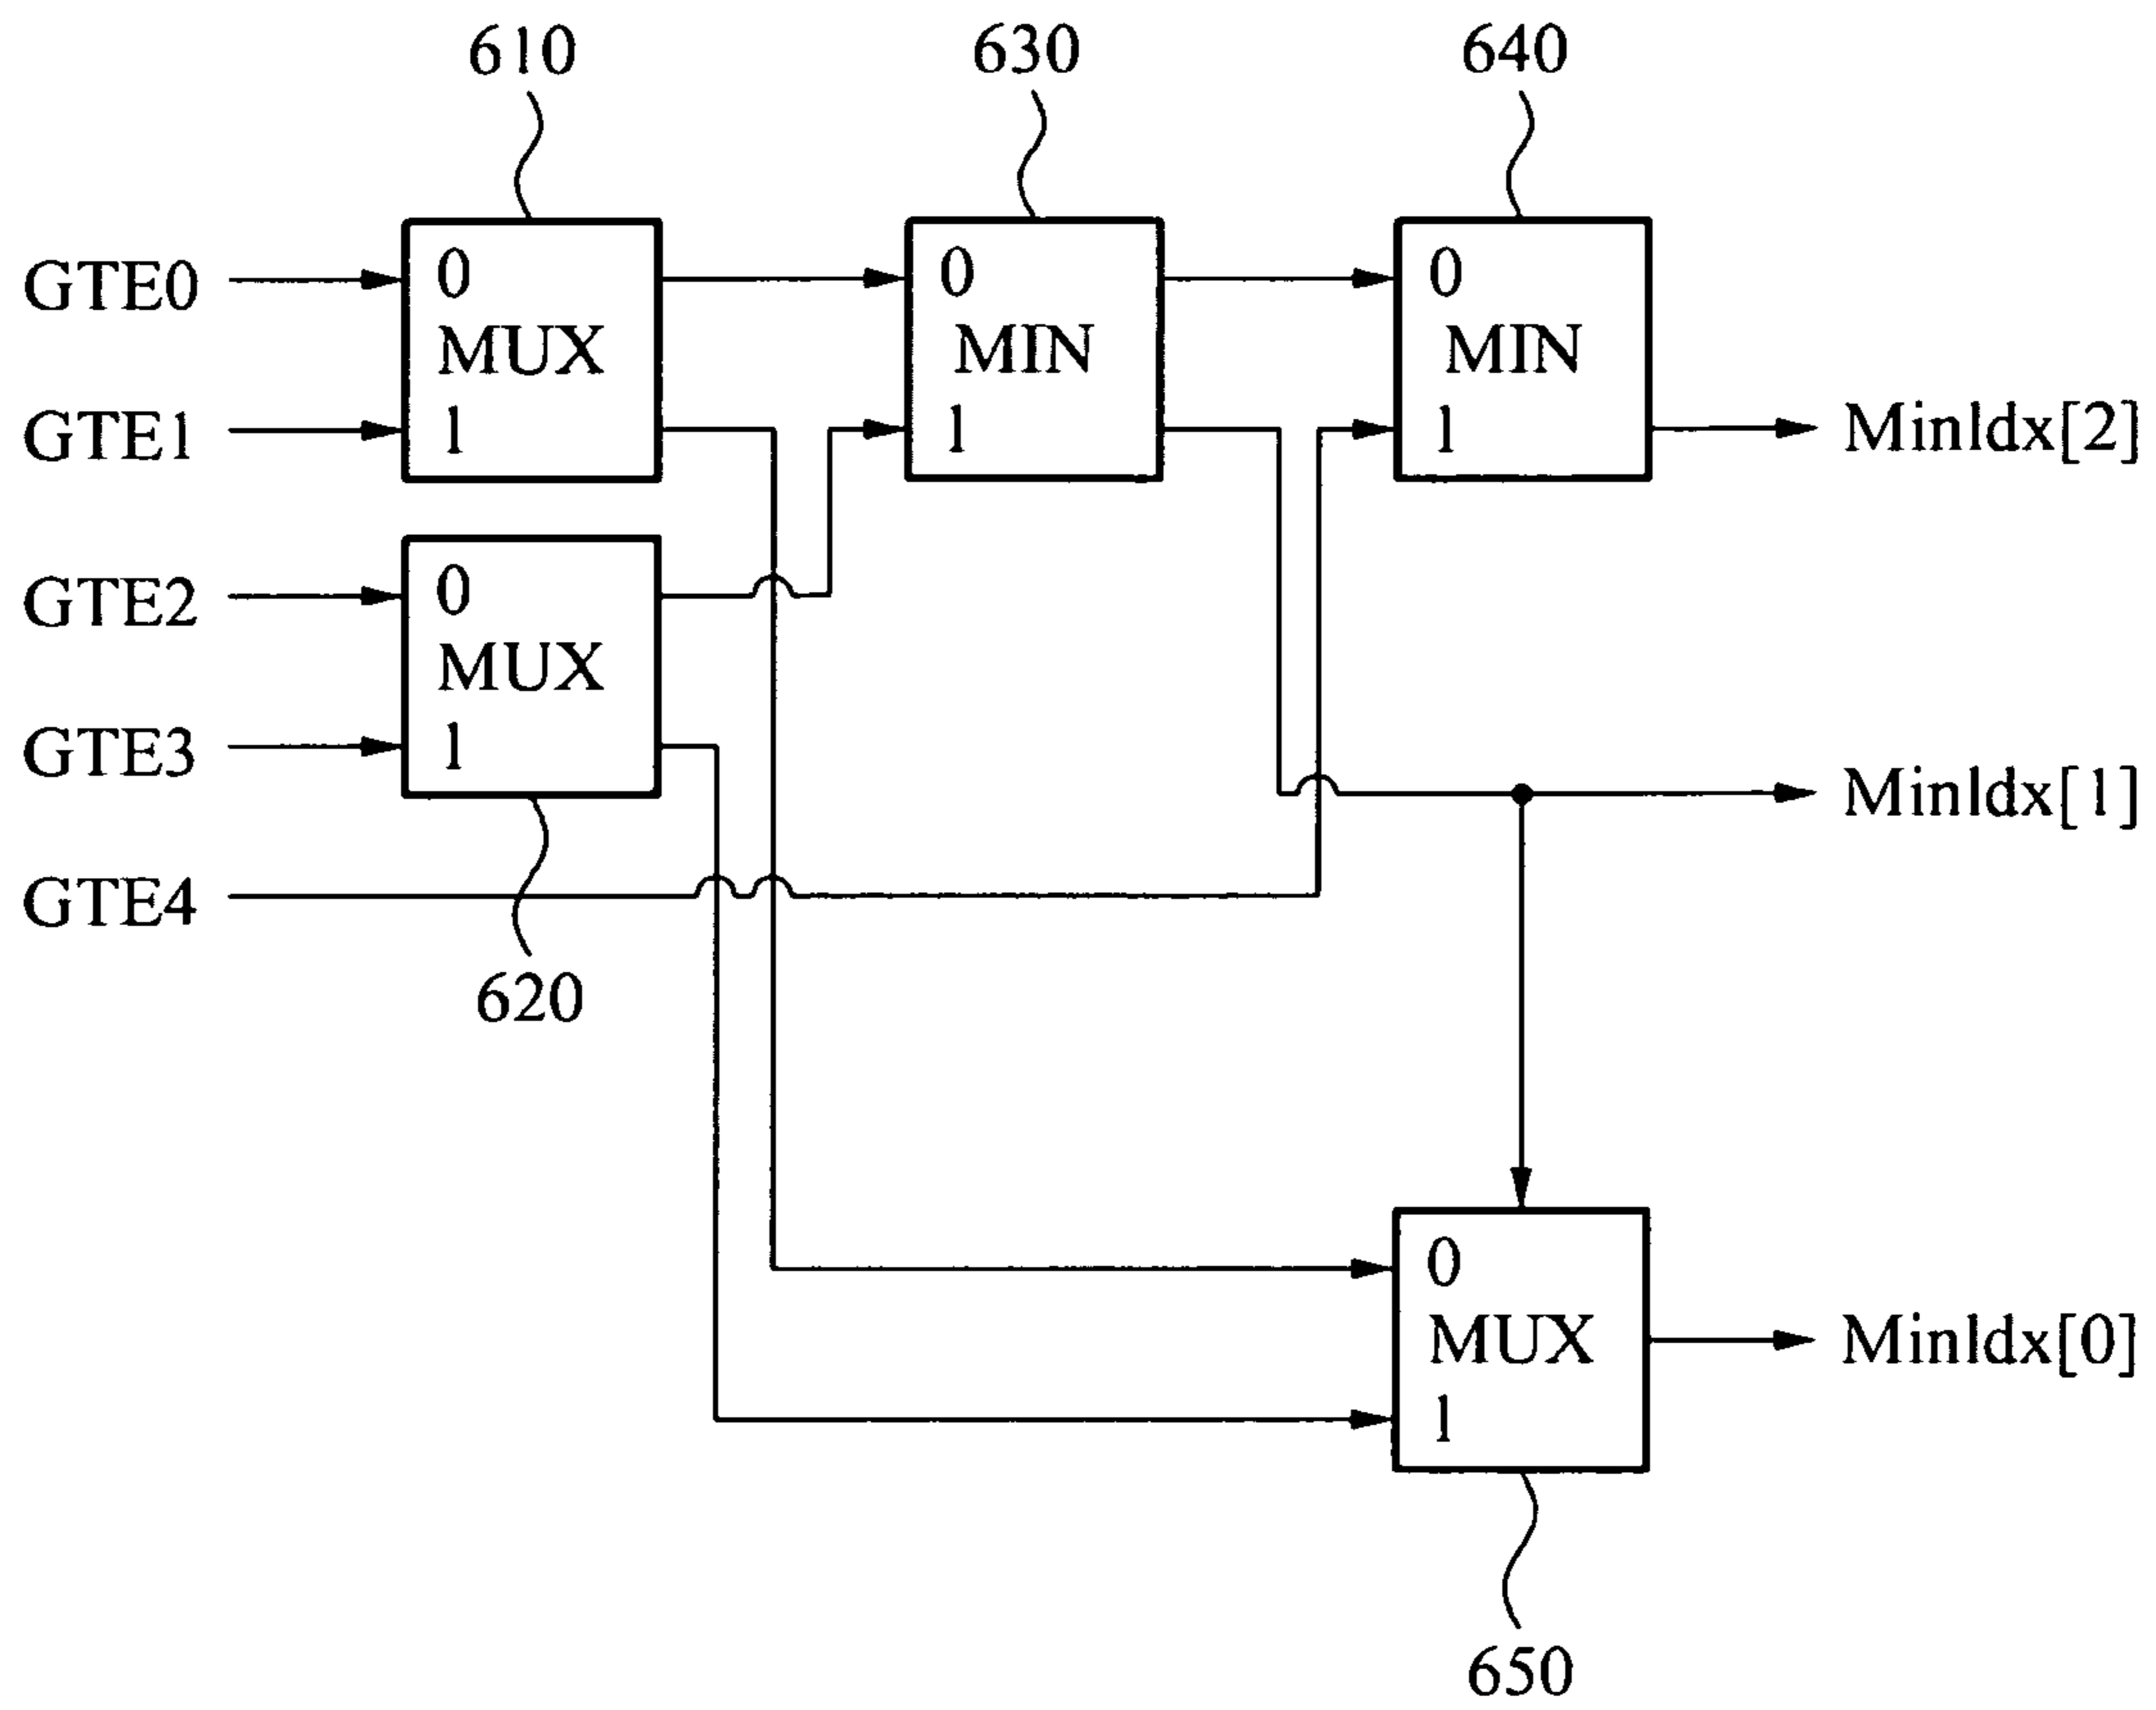 610
630
640
GTE0
0
MUX
1
0
MIN
1
0
MIN
1
GTE1
MinIdx[2]
GTE2
0
MUX
1
GTE3
MinIdx[1]
GTE4
620
0
MUX
1
MinIdx[0]
650